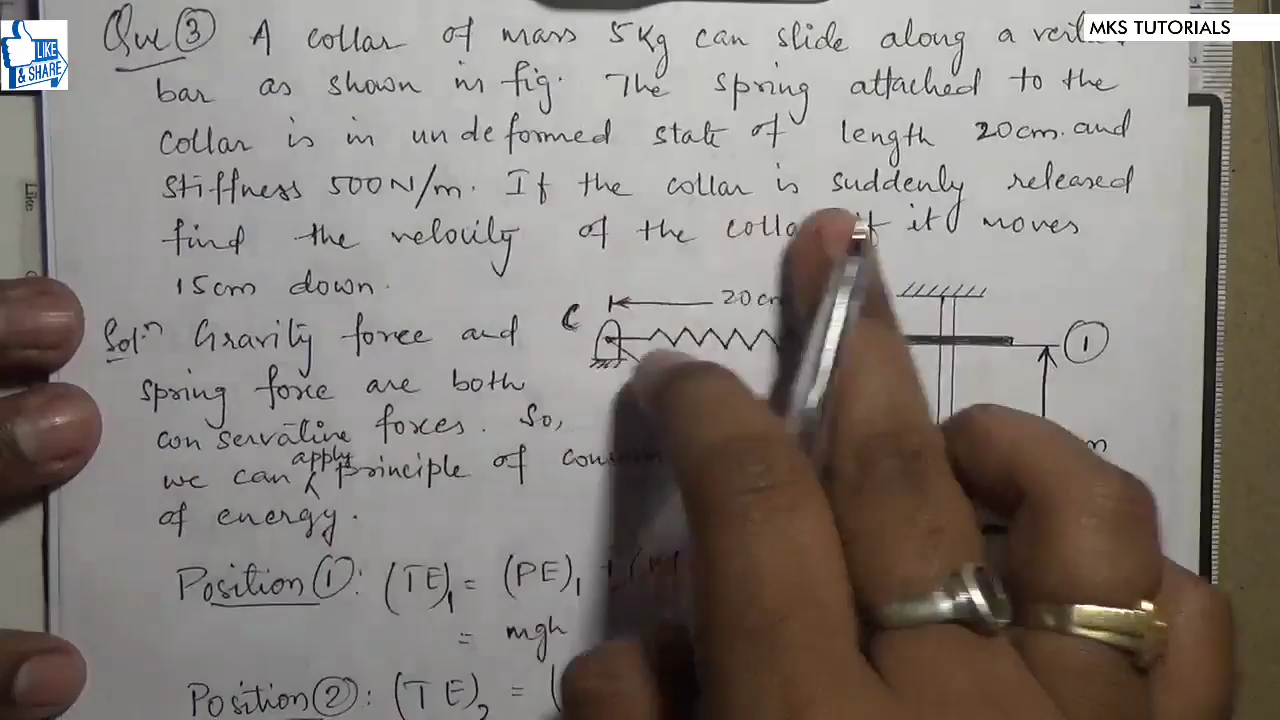 LIKE
& SHARE
MKS TUTORIALS
Que ③ A collar of mass 5Kg can slide along a
bar as shown in fig. The spring attached to the
collar is in undeformed state of length 20cm. and
stiffness 500N/m. If the collar is suddenly released
find the velocity of the it moves
15cm down.
C
20
①
Solⁿ: Gravity force and
spring force are both
conservative forces. So,
we can apply principle of
of energy.
Position ①: (TE)₁ = (PE)₁ +
= mgh
Position ②: (TE)₂ = (
Like